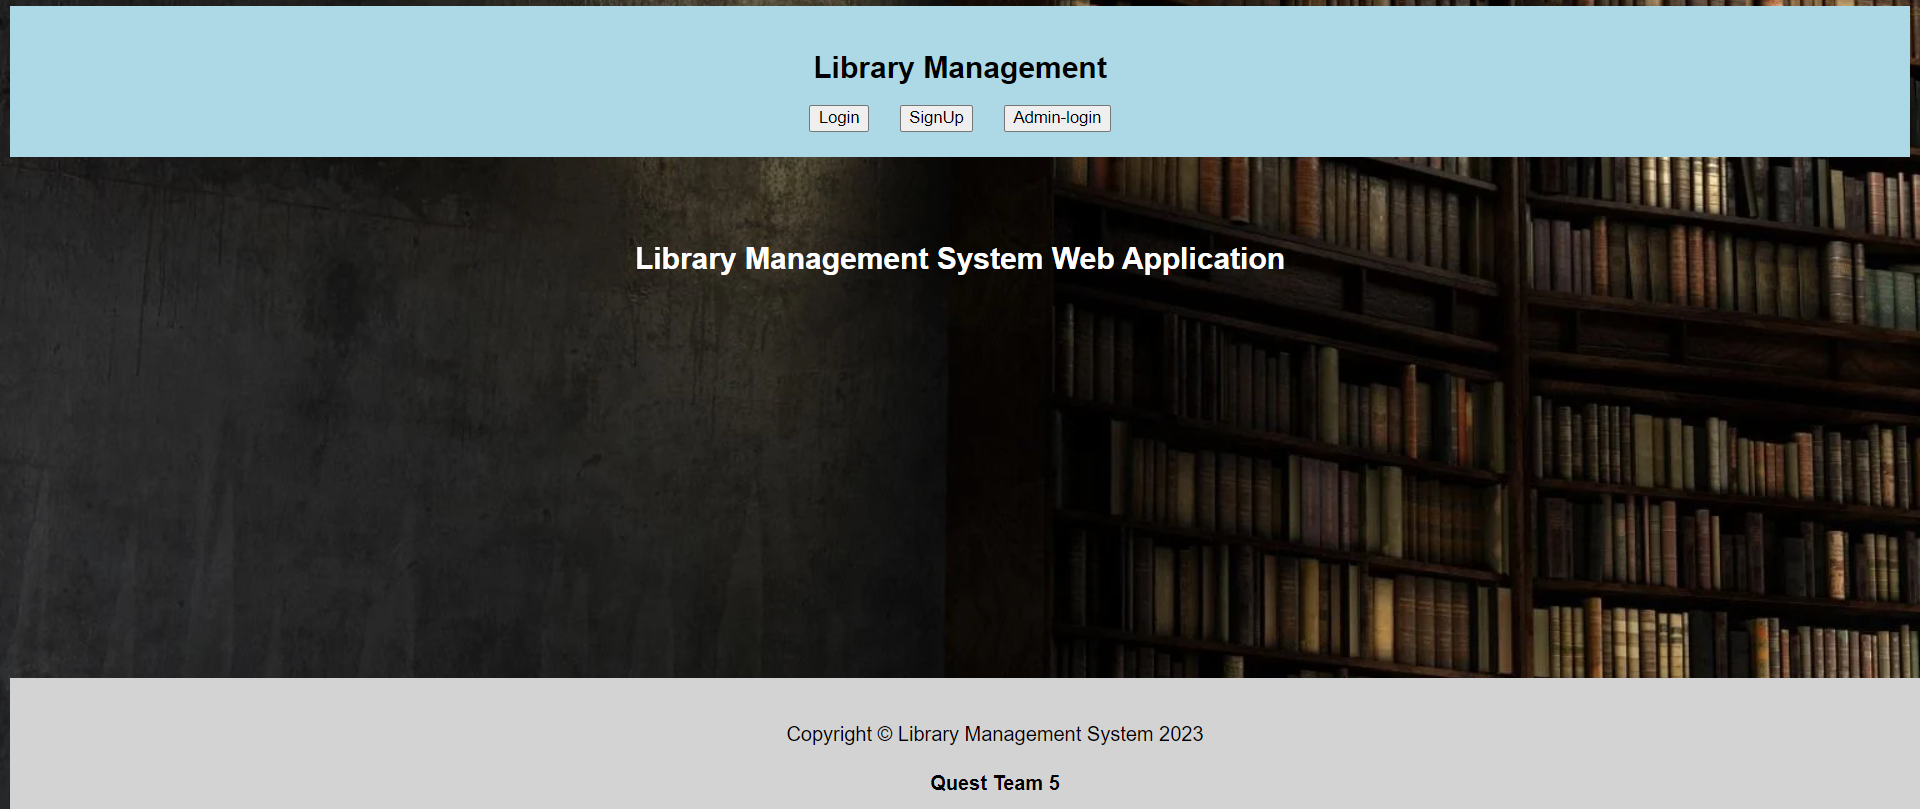 Library Management
Login SignUp Admin-login
Library Management System Web Application
Copyright © Library Management System 2023
Quest Team 5